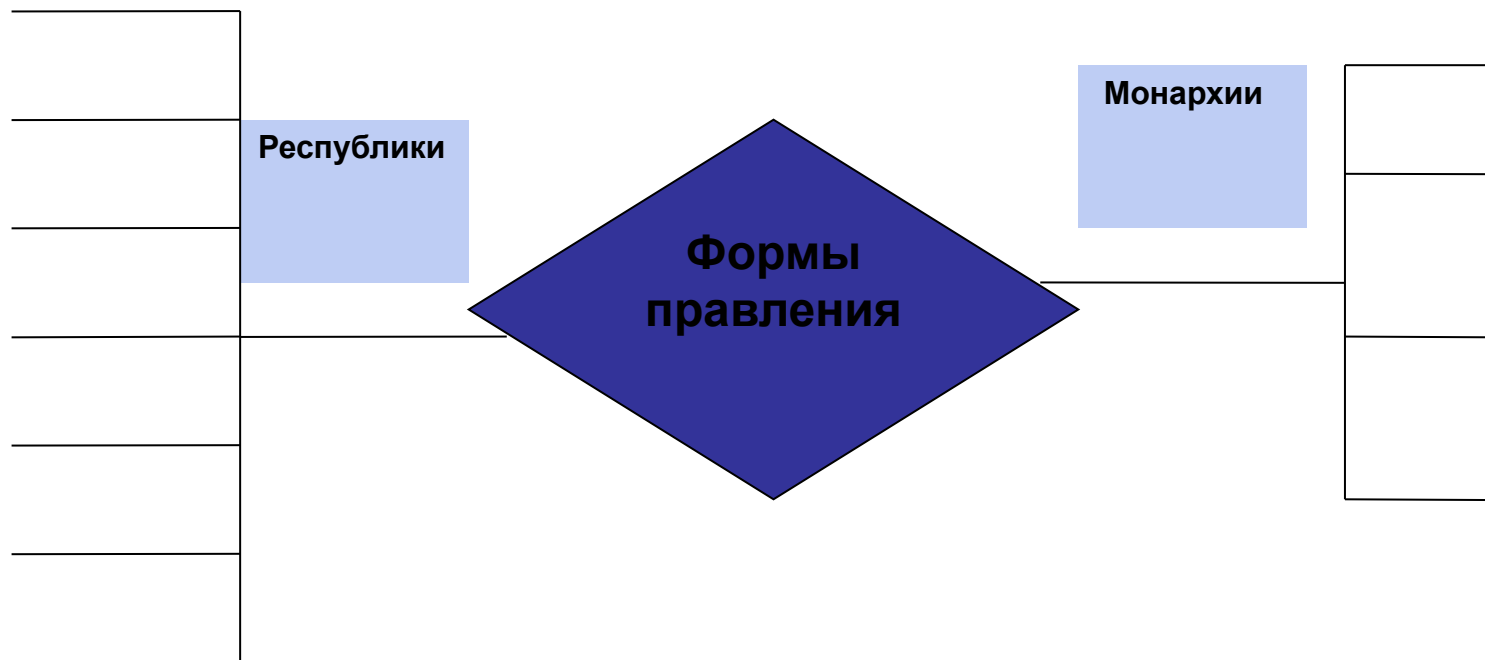 Республики
Формы
правления
Монархии